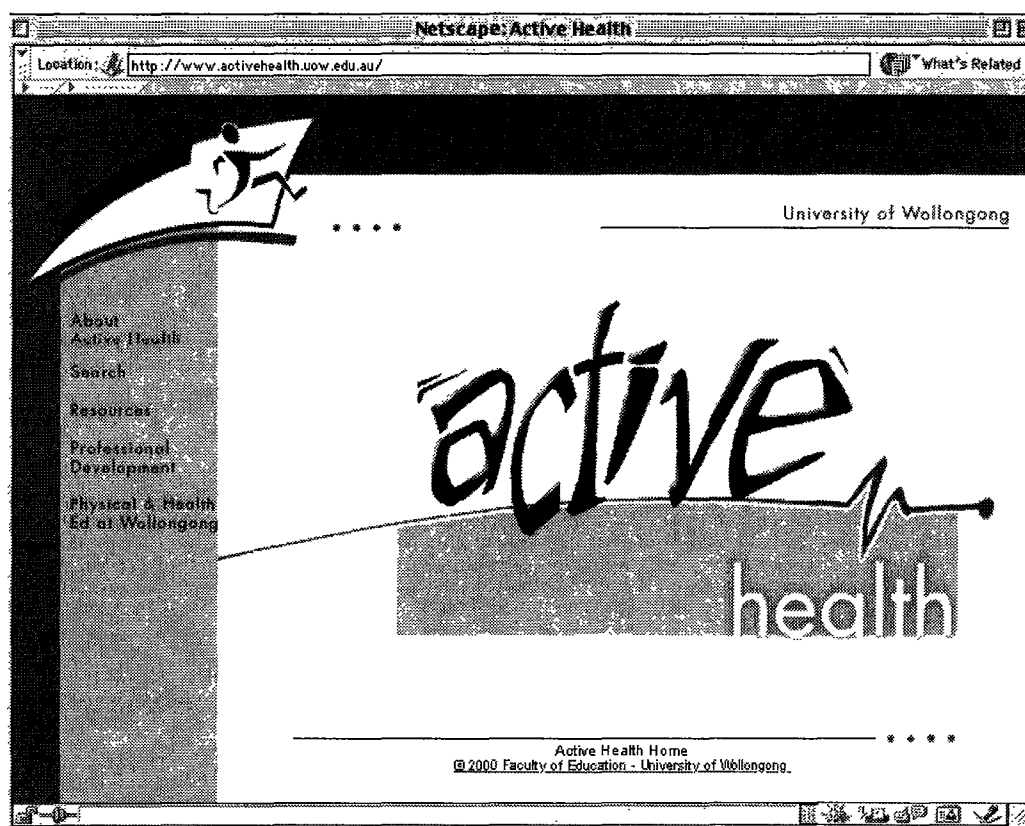 Netscape: Active Health
Location: http://www.activehealth.uow.edu.au/ What's Related
University of Wollongong
About
Active Health
Search
Resources
Professional
Development
Physical & Health
Ed at Wollongong
active
health
Active Health Home
© 2000 Faculty of Education - University of Wollongong